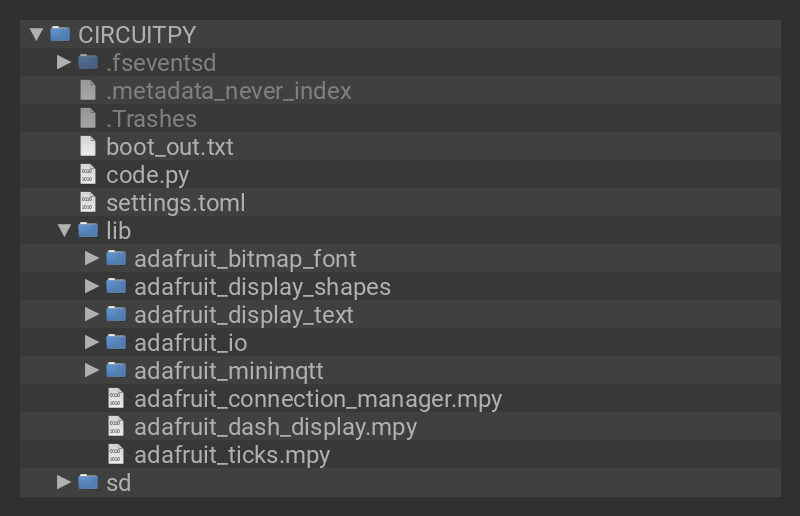 CIRCUITPY
.fseventsd
.metadata_never_index
.Trashes
boot_out.txt
code.py
settings.toml
lib
adafruit_bitmap_font
adafruit_display_shapes
adafruit_display_text
adafruit_io
adafruit_minimqtt
adafruit_connection_manager.mpy
adafruit_dash_display.mpy
adafruit_ticks.mpy
sd